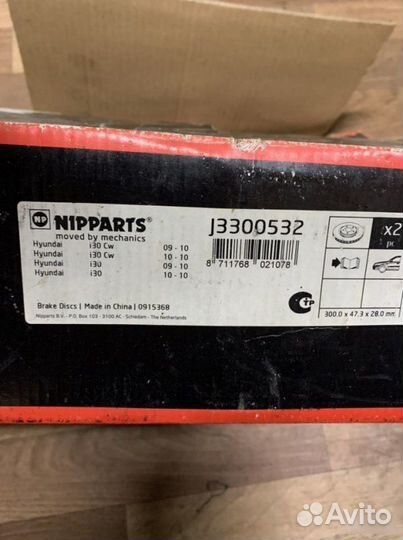 NP NIPPARTS®
moved by mechanics
J3300532
Hyundai i30 Cw 09 - 10
Hyundai i30 Cw 10 - 10
Hyundai i30 09 - 10
Hyundai i30 10 - 10
8 711768 021078
x2
pc
Brake Discs | Made in China | 0915368
Nipparts B.V. - P.O. Box 103 - 3100 AC - Schiedam - The Netherlands
300.0 x 47.3 x 28.0 mm
Avito